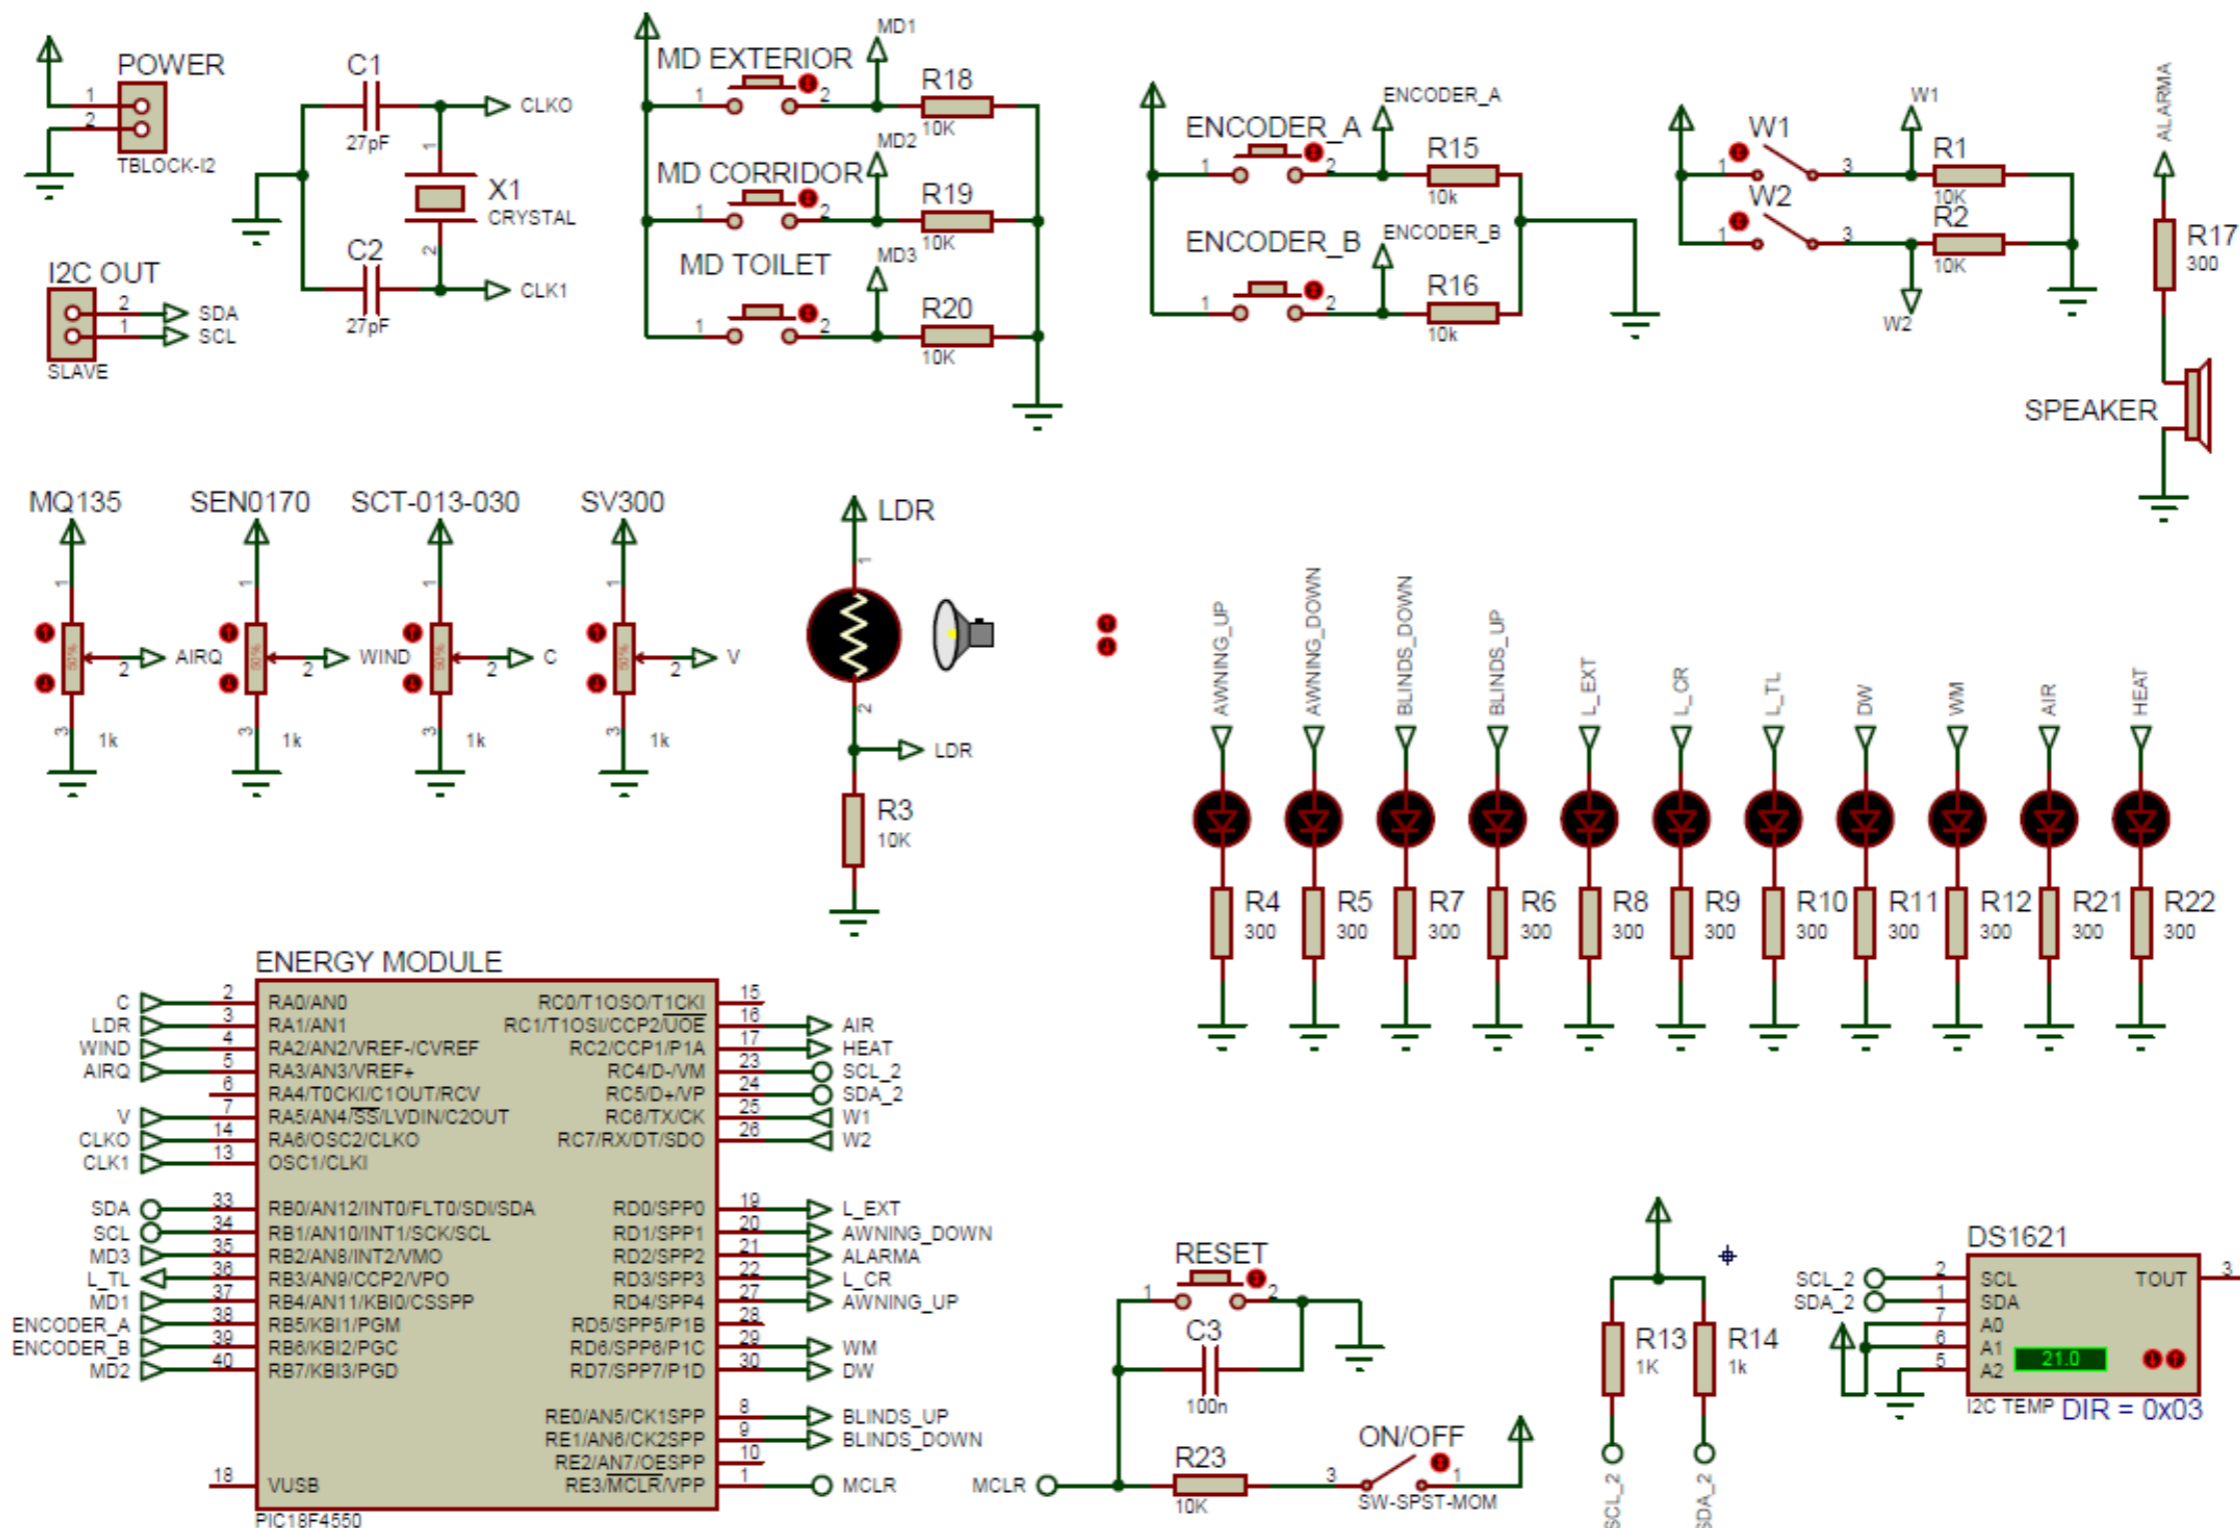 POWER
1
2
TBLOCK-I2
I2C OUT
2
1
SDA
SCL
SLAVE
C1
27pF
CLKO
1
X1
CRYSTAL
2
C2
27pF
CLK1
MD EXTERIOR
1
2
MD1
R18
10K
MD CORRIDOR
1
2
MD2
R19
10K
MD TOILET
1
2
MD3
R20
10K
ENCODER_A
1
2
ENCODER_A
R15
10k
ENCODER_B
1
2
ENCODER_B
R16
10k
W1
1
3
W1
R1
10K
W2
1
3
W2
R2
10K
ALARMA
R17
300
SPEAKER
MQ135
1
50%
2
AIRQ
3
1k
SEN0170
1
50%
2
WIND
3
1k
SCT-013-030
1
50%
2
C
3
1k
SV300
1
50%
2
V
3
1k
LDR
1
2
LDR
R3
10K
AWNING_UP
AWNING_DOWN
BLINDS_DOWN
BLINDS_UP
L_EXT
L_CR
L_TL
DW
WM
AIR
HEAT
R4
300
R5
300
R7
300
R6
300
R8
300
R9
300
R10
300
R11
300
R12
300
R21
300
R22
300
ENERGY MODULE
C 2 RA0/AN0
LDR 3 RA1/AN1
WIND 4 RA2/AN2/VREF-/CVREF
AIRQ 5 RA3/AN3/VREF+
6 RA4/T0CKI/C1OUT/RCV
V 7 RA5/AN4/SS/LVDIN/C2OUT
CLKO 14 RA6/OSC2/CLKO
CLK1 13 OSC1/CLKI
SDA 33 RB0/AN12/INT0/FLT0/SDI/SDA
SCL 34 RB1/AN10/INT1/SCK/SCL
MD3 35 RB2/AN8/INT2/VMO
L_TL 36 RB3/AN9/CCP2/VPO
MD1 37 RB4/AN11/KBI0/CSSPP
ENCODER_A 38 RB5/KBI1/PGM
ENCODER_B 39 RB6/KBI2/PGC
MD2 40 RB7/KBI3/PGD
18 VUSB
RC0/T1OSO/T1CKI 15
RC1/T1OSI/CCP2/UOE 16 AIR
RC2/CCP1/P1A 17 HEAT
RC4/D-/VM 23 SCL_2
RC5/D+/VP 24 SDA_2
RC6/TX/CK 25 W1
RC7/RX/DT/SDO 26 W2
RD0/SPP0 19 L_EXT
RD1/SPP1 20 AWNING_DOWN
RD2/SPP2 21 ALARMA
RD3/SPP3 22 L_CR
RD4/SPP4 27 AWNING_UP
RD5/SPP5/P1B 28
RD6/SPP6/P1C 29 WM
RD7/SPP7/P1D 30 DW
RE0/AN5/CK1SPP 8 BLINDS_UP
RE1/AN6/CK2SPP 9 BLINDS_DOWN
RE2/AN7/OESPP 10
RE3/MCLR/VPP 1 MCLR
PIC18F4550
RESET
1
2
C3
100n
MCLR
R23
10K
ON/OFF
3
1
SW-SPST-MOM
R13
1K
R14
1k
SCL_2
SDA_2
DS1621
SCL_2 2 SCL
SDA_2 1 SDA
7 A0
6 A1
5 A2
TOUT 3
21.0
I2C TEMP
DIR = 0x03